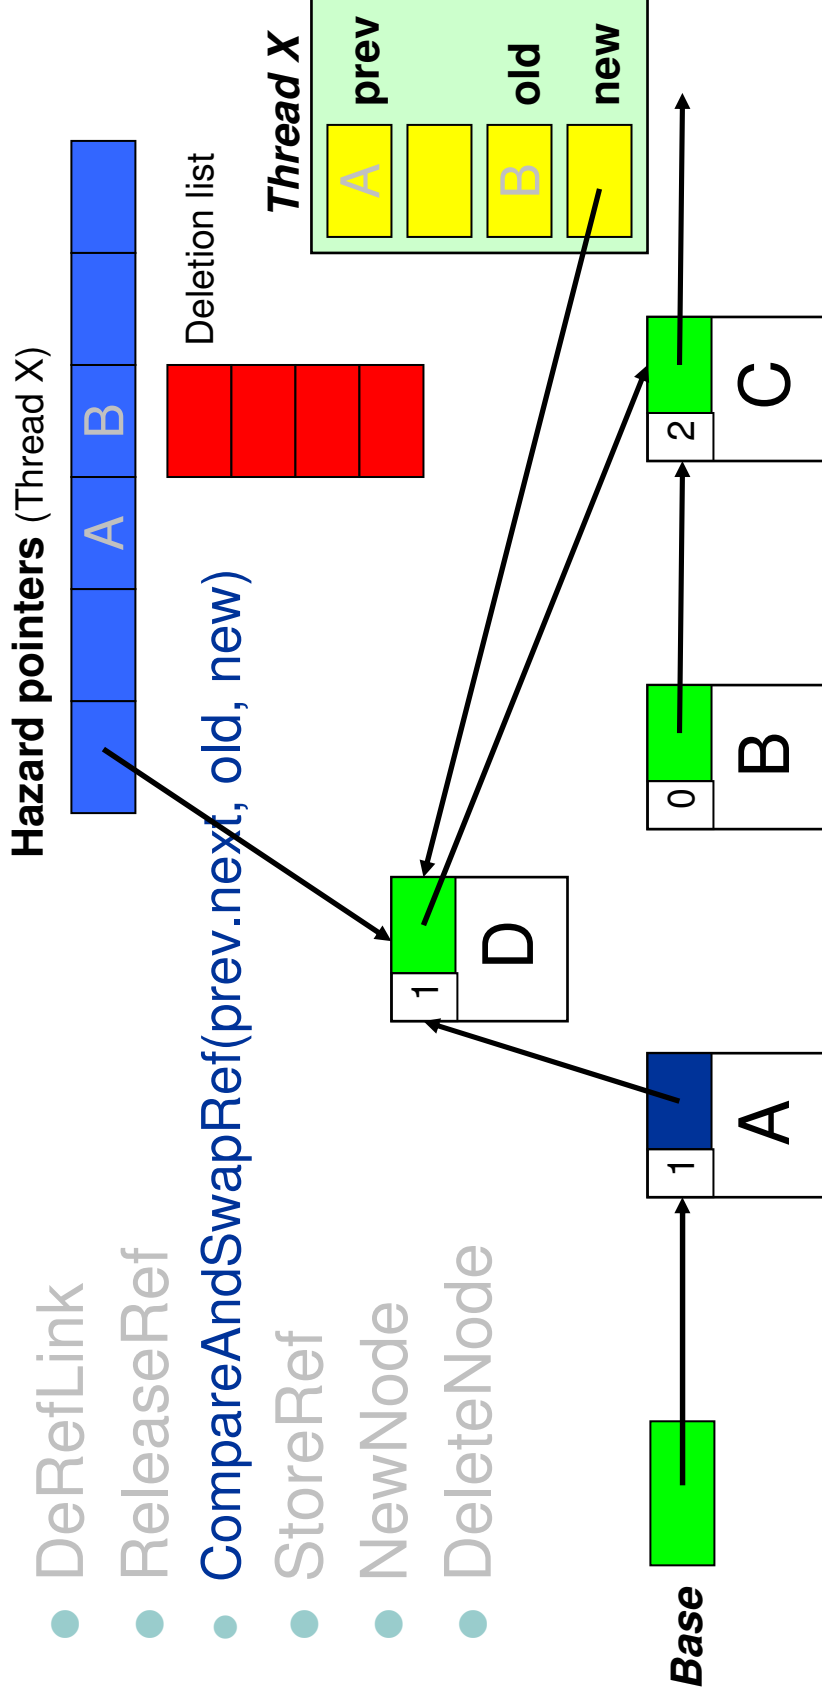 Hazard pointers (Thread X)
A B
Deletion list
Thread X
A prev
B old
new
DeRefLink
ReleaseRef
CompareAndSwapRef(prev.next, old, new)
StoreRef
NewNode
DeleteNode
1
D
Base
1
A
0
B
2
C